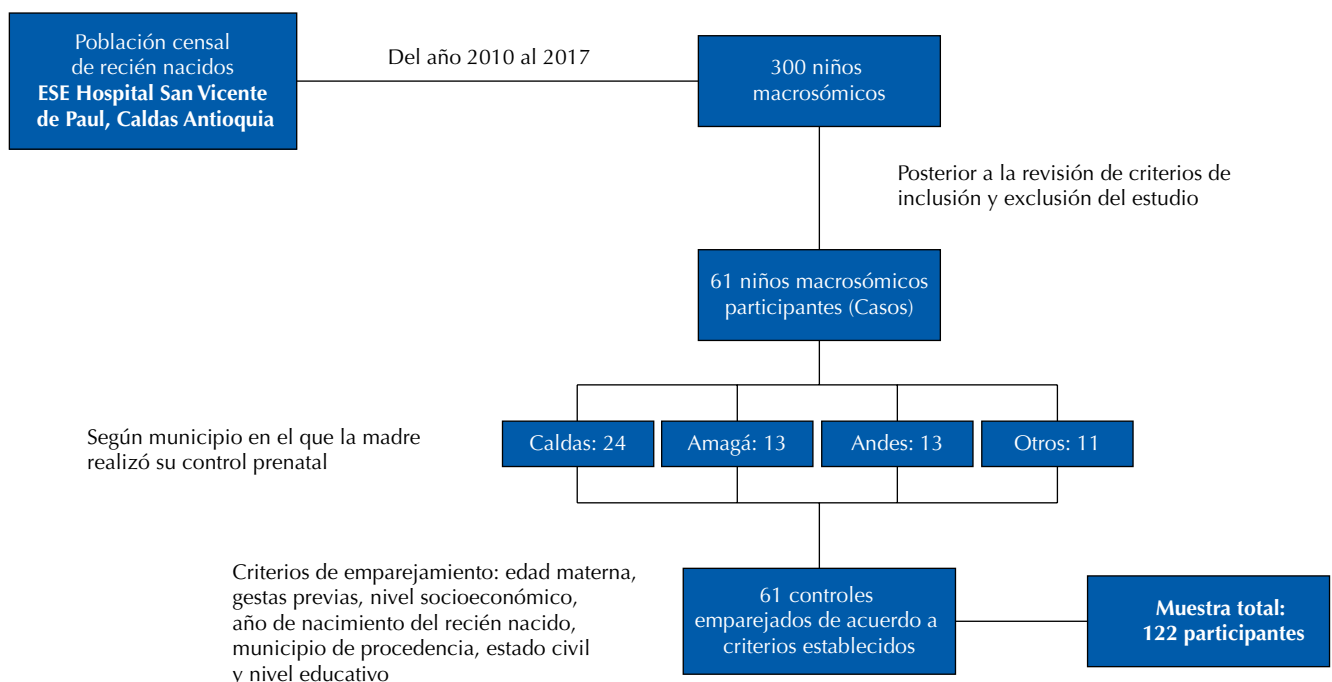 Población censal
de recién nacidos
ESE Hospital San Vicente
de Paul, Caldas Antioquia
Del año 2010 al 2017
300 niños
macrosómicos
Posterior a la revisión de criterios de
inclusión y exclusión del estudio
61 niños macrosómicos
participantes (Casos)
Según municipio en el que la madre
realizó su control prenatal
Caldas: 24
Amagá: 13
Andes: 13
Otros: 11
Criterios de emparejamiento: edad materna,
gestas previas, nivel socioeconómico,
año de nacimiento del recién nacido,
municipio de procedencia, estado civil
y nivel educativo
61 controles
emparejados de acuerdo a
criterios establecidos
Muestra total:
122 participantes